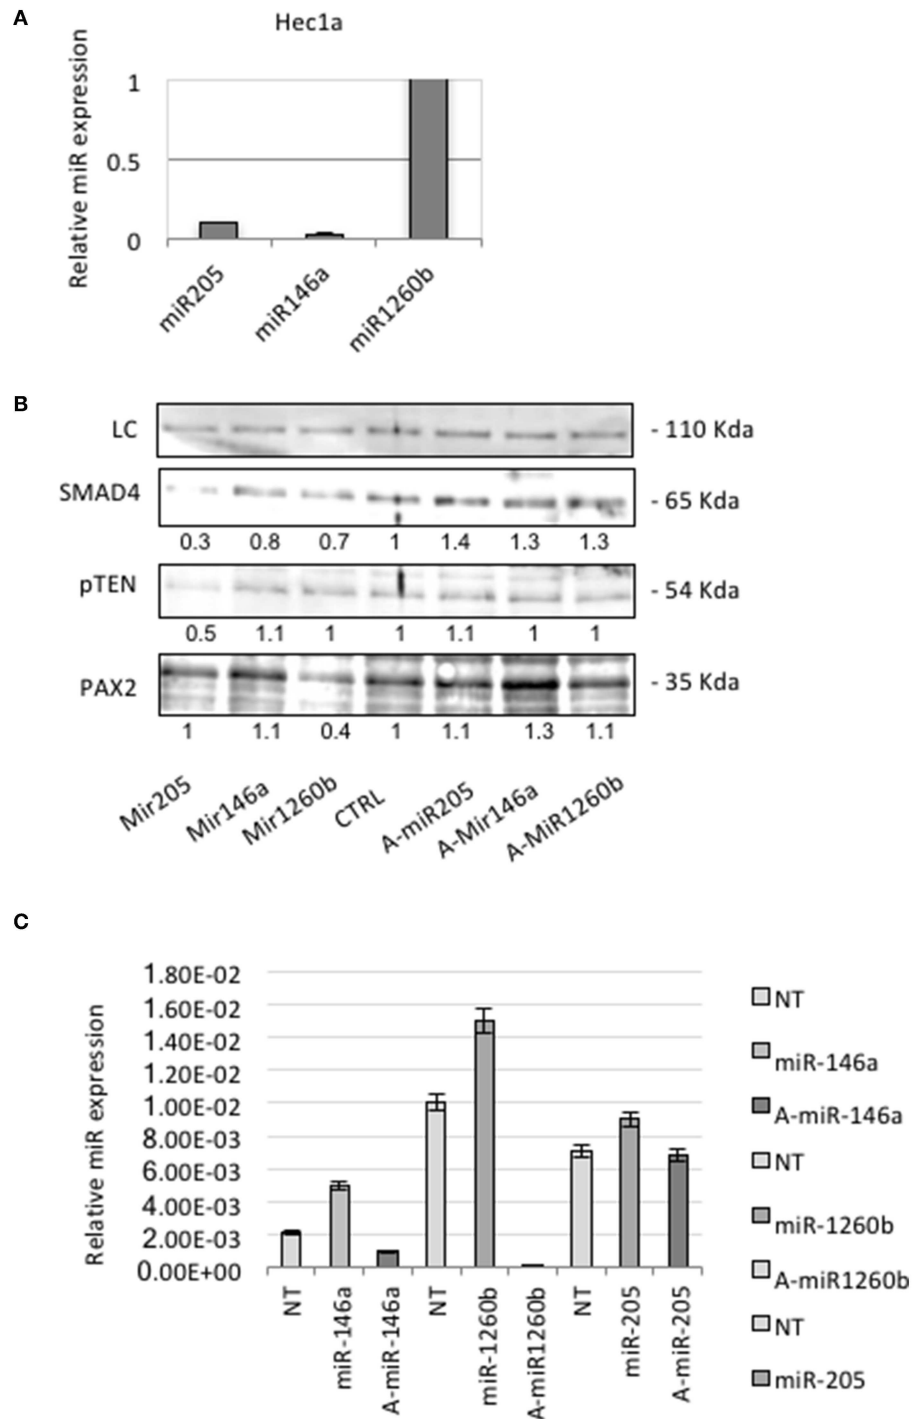 A
Hec1a
Relative miR expression
1
0.5
0
miR205
miR146a
miR1260b
B
LC
- 110 Kda
SMAD4
- 65 Kda
0.3 0.8 0.7 1 1.4 1.3 1.3
pTEN
- 54 Kda
0.5 1.1 1 1 1.1 1 1
PAX2
- 35 Kda
1 1.1 0.4 1 1.1 1.3 1.1
Mir205
Mir146a
Mir1260b
CTRL
A-miR205
A-Mir146a
A-MiR1260b
C
Relative miR expression
1.80E-02
1.60E-02
1.40E-02
1.20E-02
1.00E-02
8.00E-03
6.00E-03
4.00E-03
2.00E-03
0.00E+00
NT
miR-146a
A-miR-146a
NT
miR-1260b
A-miR1260b
NT
miR-205
A-miR-205
NT
miR-146a
A-miR-146a
NT
miR-1260b
A-miR1260b
NT
miR-205